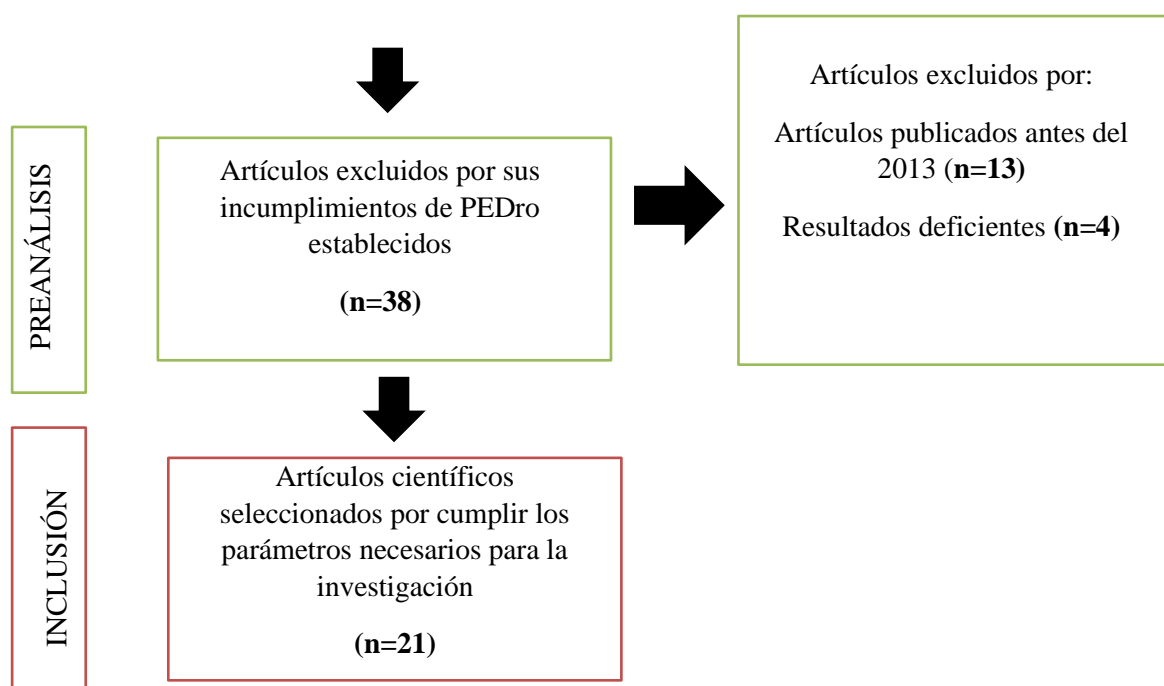 PREANÁLISIS
Artículos excluidos por sus
incumplimientos de PEDro
establecidos
(n=38)
Artículos excluidos por:
Artículos publicados antes del
2013 (n=13)
Resultados deficientes (n=4)
INCLUSIÓN
Artículos científicos
seleccionados por cumplir los
parámetros necesarios para la
investigación
(n=21)